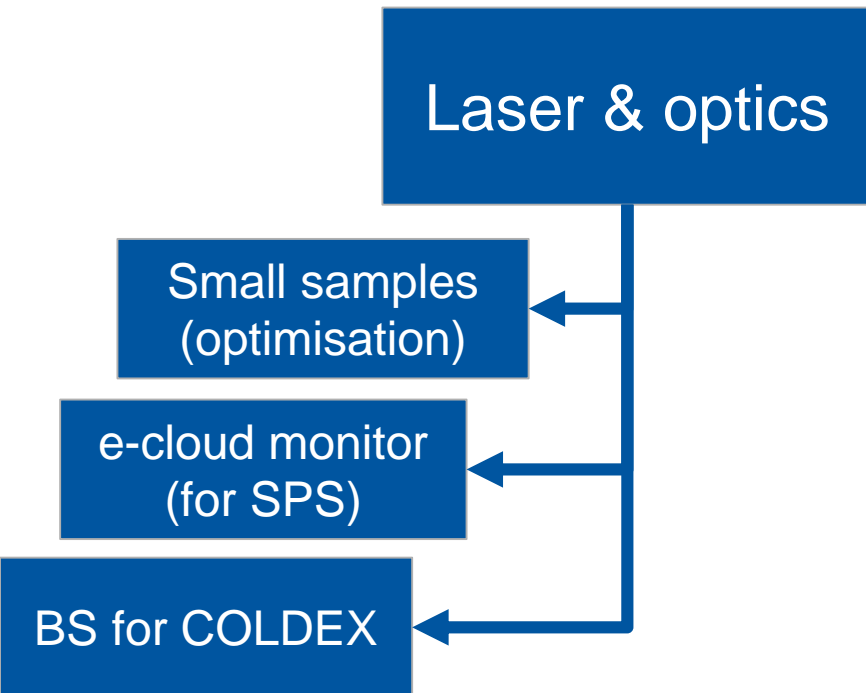 Laser & optics
Small samples
(optimisation)
e-cloud monitor
(for SPS)
BS for COLDEX